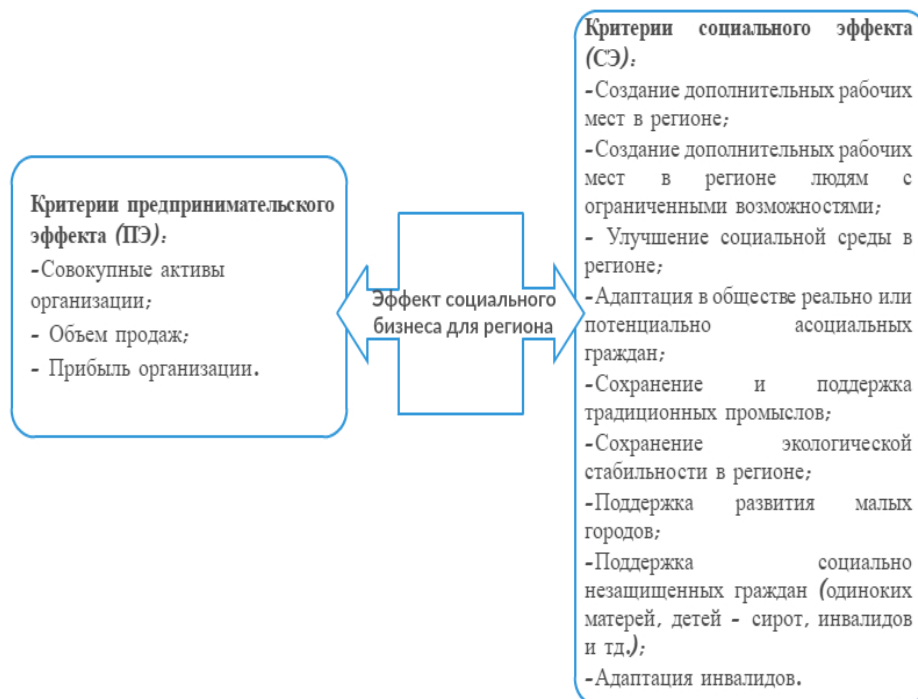 Критерии предпринимательского
эффекта (ПЭ):
-Совокупные активы
организации;
- Объем продаж;
- Прибыль организации.
Эффект социального
бизнеса для региона
Критерии социального эффекта
(СЭ):
-Создание дополнительных рабочих
мест в регионе;
-Создание дополнительных рабочих
мест в регионе людям с
ограниченными возможностями;
- Улучшение социальной среды в
регионе;
-Адаптация в обществе реально или
потенциально асоциальных
граждан;
-Сохранение и поддержка
традиционных промыслов;
-Сохранение экологической
стабильности в регионе;
-Поддержка развития малых
городов;
-Поддержка социально
незащищенных граждан (одиноких
матерей, детей - сирот, инвалидов
и тд.);
-Адаптация инвалидов.